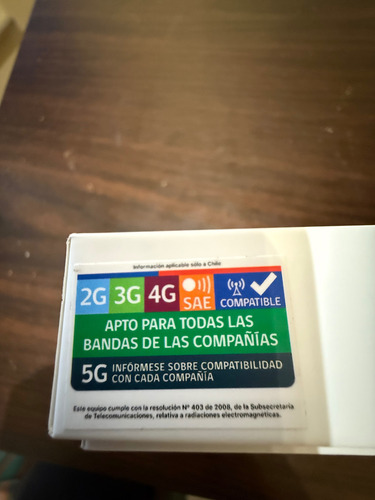 Información aplicable sólo a Chile
2G 3G 4G SAE COMPATIBLE
APTO PARA TODAS LAS
BANDAS DE LAS COMPAÑÍAS
5G INFÓRMESE SOBRE COMPATIBILIDAD
CON CADA COMPAÑÍA
Este equipo cumple con la resolución Nº 403 de 2008, de la Subsecretaría
de Telecomunicaciones, relativa a radiaciones electromagnéticas.